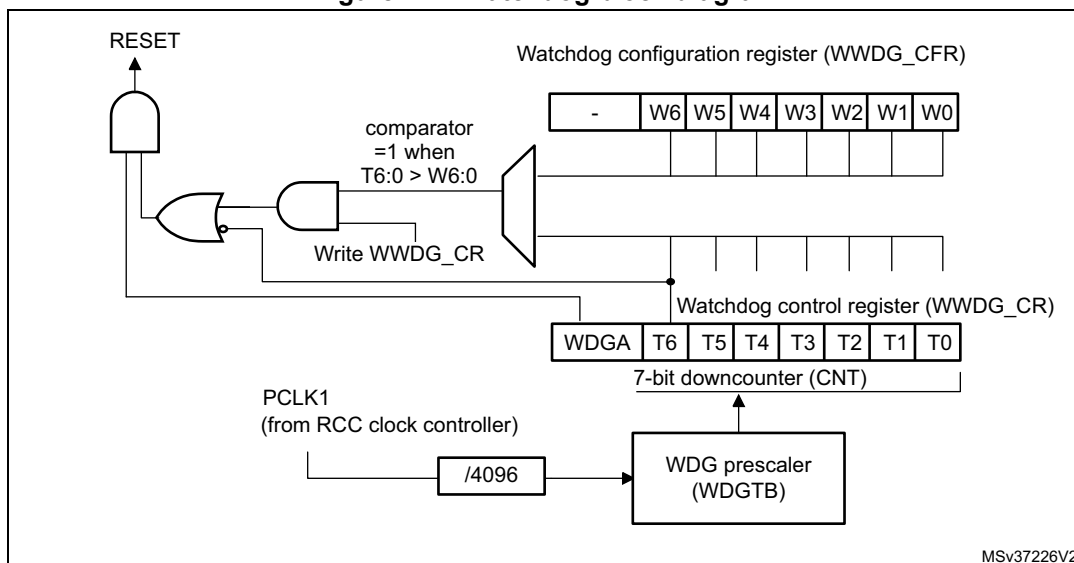 RESET
Watchdog configuration register (WWDG_CFR)
- W6 W5 W4 W3 W2 W1 W0
comparator
=1 when
T6:0 > W6:0
Write WWDG_CR
Watchdog control register (WWDG_CR)
WDGA T6 T5 T4 T3 T2 T1 T0
7-bit downcounter (CNT)
PCLK1
(from RCC clock controller)
/4096
WDG prescaler
(WDGTB)
MSv37226V2